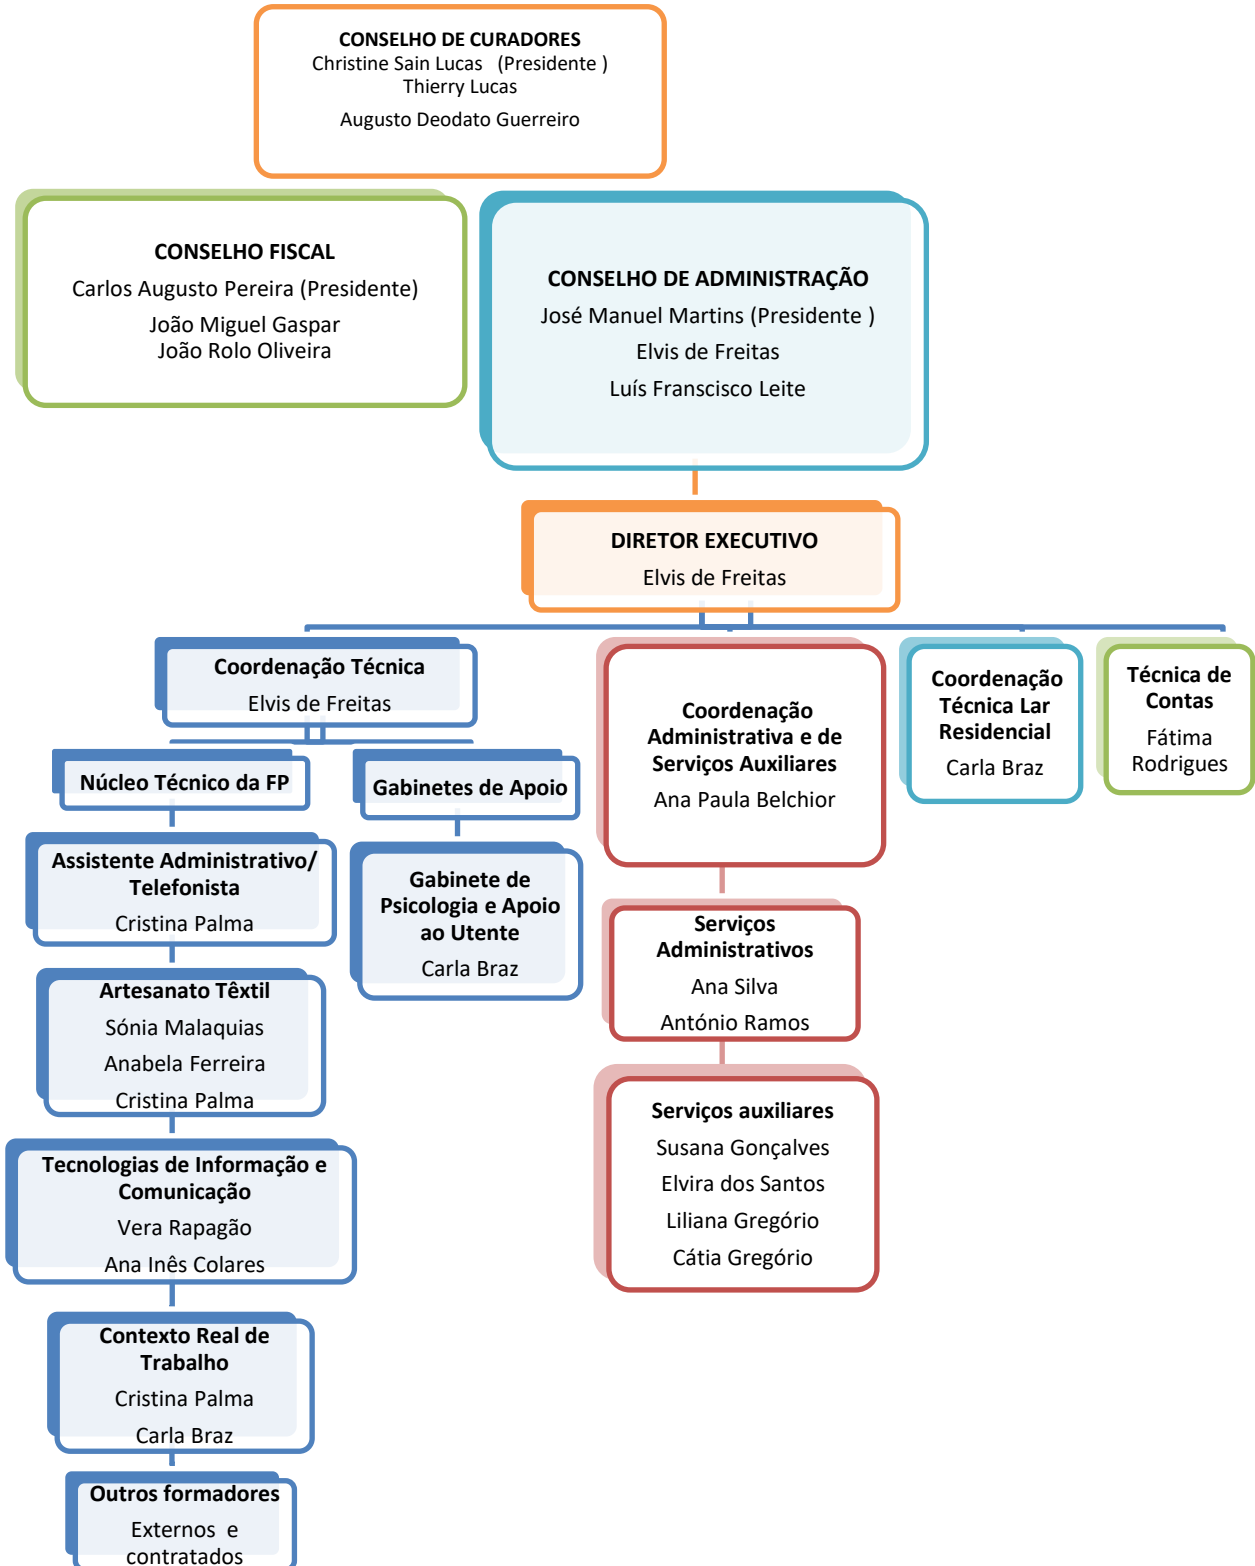 CONSELHO DE CURADORES
Christine Sain Lucas (Presidente )
Thierry Lucas
Augusto Deodato Guerreiro
CONSELHO FISCAL
Carlos Augusto Pereira (Presidente)
João Miguel Gaspar
João Rolo Oliveira
CONSELHO DE ADMINISTRAÇÃO
José Manuel Martins (Presidente )
Elvis de Freitas
Luís Franscisco Leite
DIRETOR EXECUTIVO
Elvis de Freitas
Coordenação Técnica
Elvis de Freitas
Núcleo Técnico da FP
Assistente Administrativo/
Telefonista
Cristina Palma
Artesanato Têxtil
Sónia Malaquias
Anabela Ferreira
Cristina Palma
Tecnologias de Informação e
Comunicação
Vera Rapagão
Ana Inês Colares
Contexto Real de
Trabalho
Cristina Palma
Carla Braz
Outros formadores
Externos e
contratados
Gabinetes de Apoio
Gabinete de
Psicologia e Apoio
ao Utente
Carla Braz
Coordenação
Administrativa e de
Serviços Auxiliares
Ana Paula Belchior
Serviços
Administrativos
Ana Silva
António Ramos
Serviços auxiliares
Susana Gonçalves
Elvira dos Santos
Liliana Gregório
Cátia Gregório
Coordenação
Técnica Lar
Residencial
Carla Braz
Técnica de
Contas
Fátima
Rodrigues